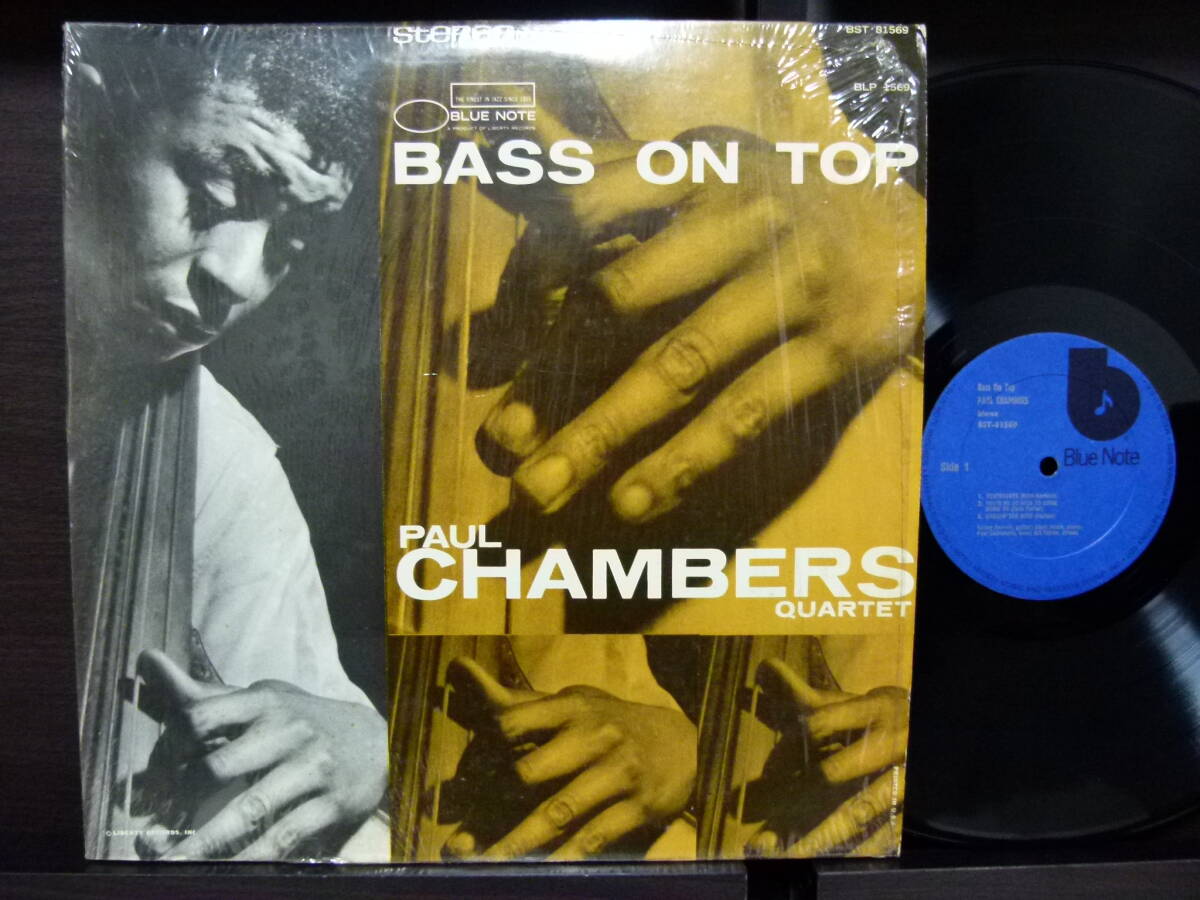 stereo
BST 81569
BLP 1569
THE FINEST IN JAZZ SINCE 1939
BLUE NOTE
A PRODUCT OF LIBERTY RECORDS
BASS ON TOP
PAUL
CHAMBERS
QUARTET
© LIBERTY RECORDS, INC
Bass On Top
PAUL CHAMBERS
Stereo
BST-81569
Side 1
Blue Note